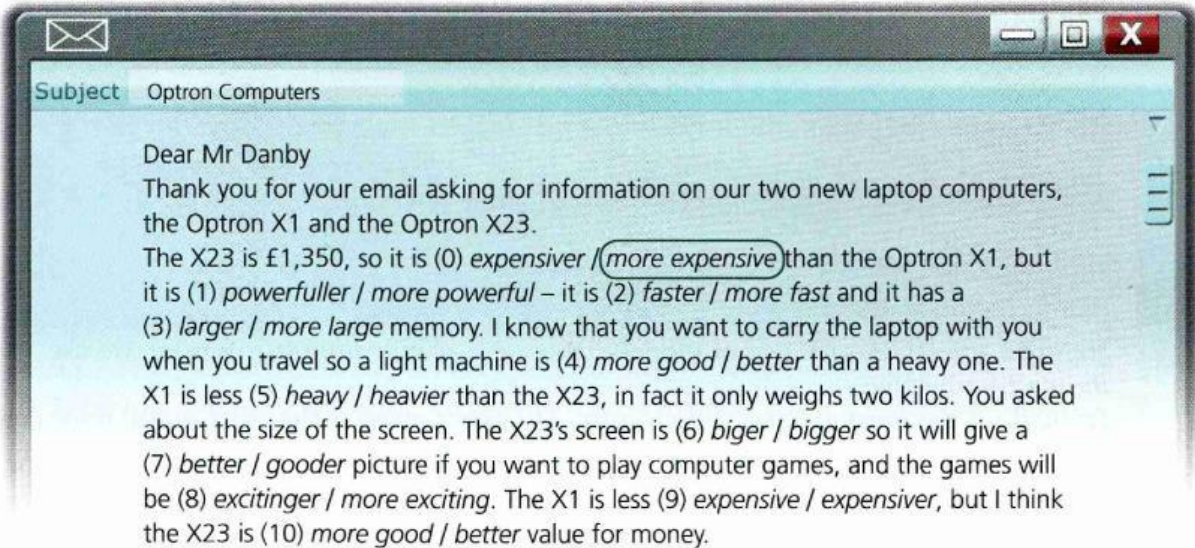 X
Subject Optron Computers
Dear Mr Danby
Thank you for your email asking for information on our two new laptop computers,
the Optron X1 and the Optron X23.
The X23 is £1,350, so it is (0) expensiver / more expensive than the Optron X1, but
it is (1) powerfuller / more powerful – it is (2) faster / more fast and it has a
(3) larger / more large memory. I know that you want to carry the laptop with you
when you travel so a light machine is (4) more good / better than a heavy one. The
X1 is less (5) heavy / heavier than the X23, in fact it only weighs two kilos. You asked
about the size of the screen. The X23's screen is (6) biger / bigger so it will give a
(7) better / gooder picture if you want to play computer games, and the games will
be (8) excitinger / more exciting. The X1 is less (9) expensive / expensiver, but I think
the X23 is (10) more good / better value for money.